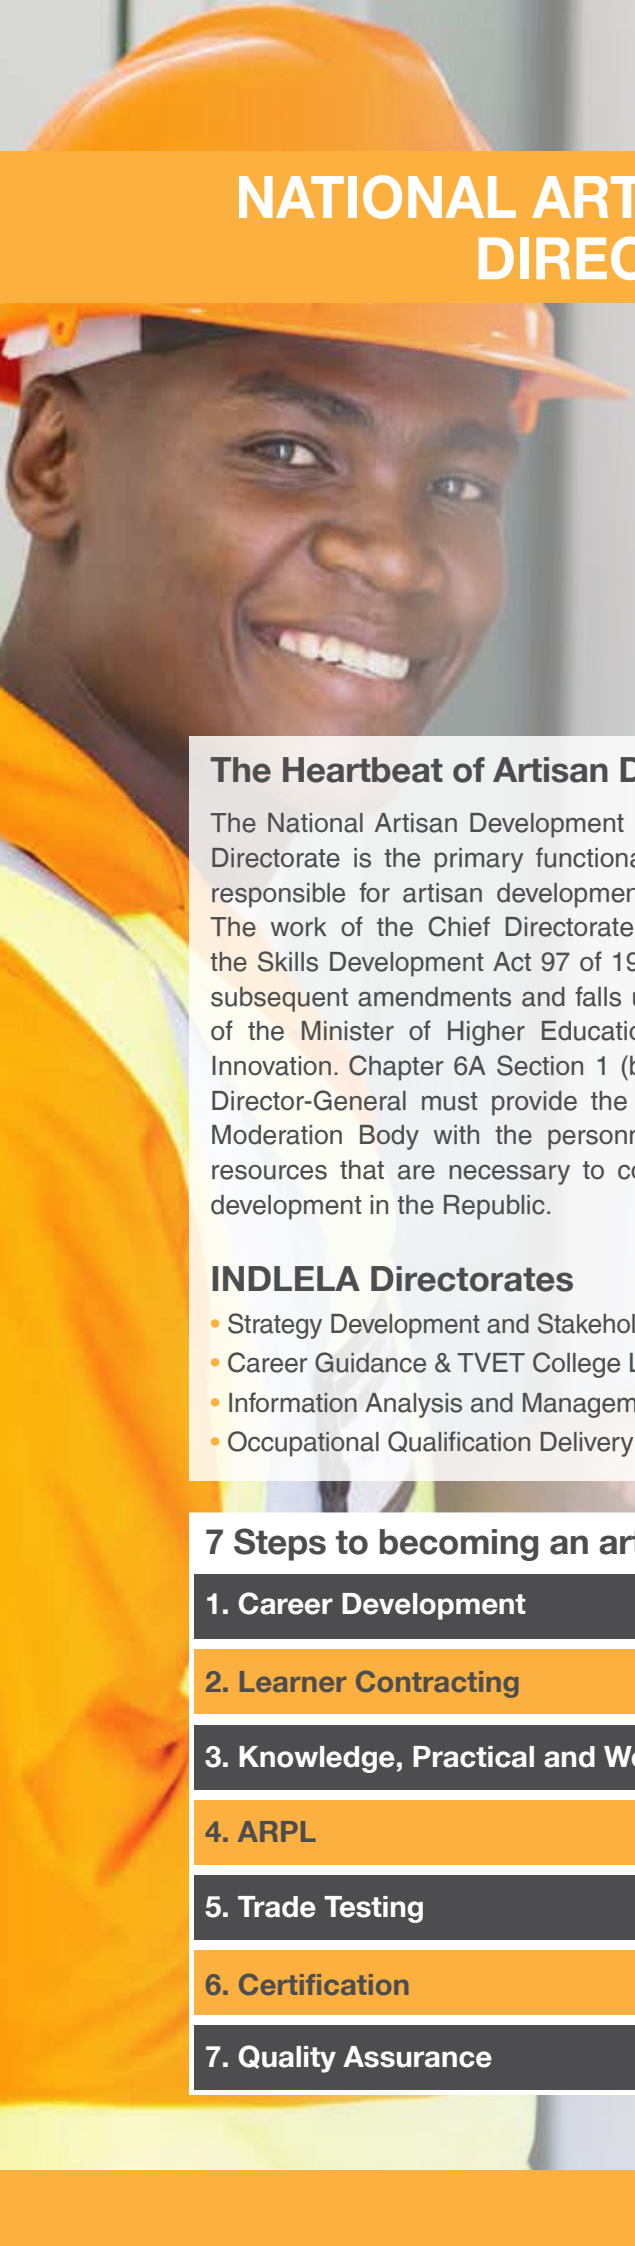 NATIONAL ART
DIREC
The Heartbeat of Artisan D
The National Artisan Development
Directorate is the primary functiona
responsible for artisan developmen
The work of the Chief Directorate
the Skills Development Act 97 of 19
subsequent amendments and falls u
of the Minister of Higher Educatio
Innovation. Chapter 6A Section 1 (b
Director-General must provide the
Moderation Body with the personn
resources that are necessary to co
development in the Republic.
INDLELA Directorates
• Strategy Development and Stakehol
• Career Guidance & TVET College L
• Information Analysis and Managem
• Occupational Qualification Delivery
7 Steps to becoming an art
1. Career Development
2. Learner Contracting
3. Knowledge, Practical and Wo
4. ARPL
5. Trade Testing
6. Certification
7. Quality Assurance